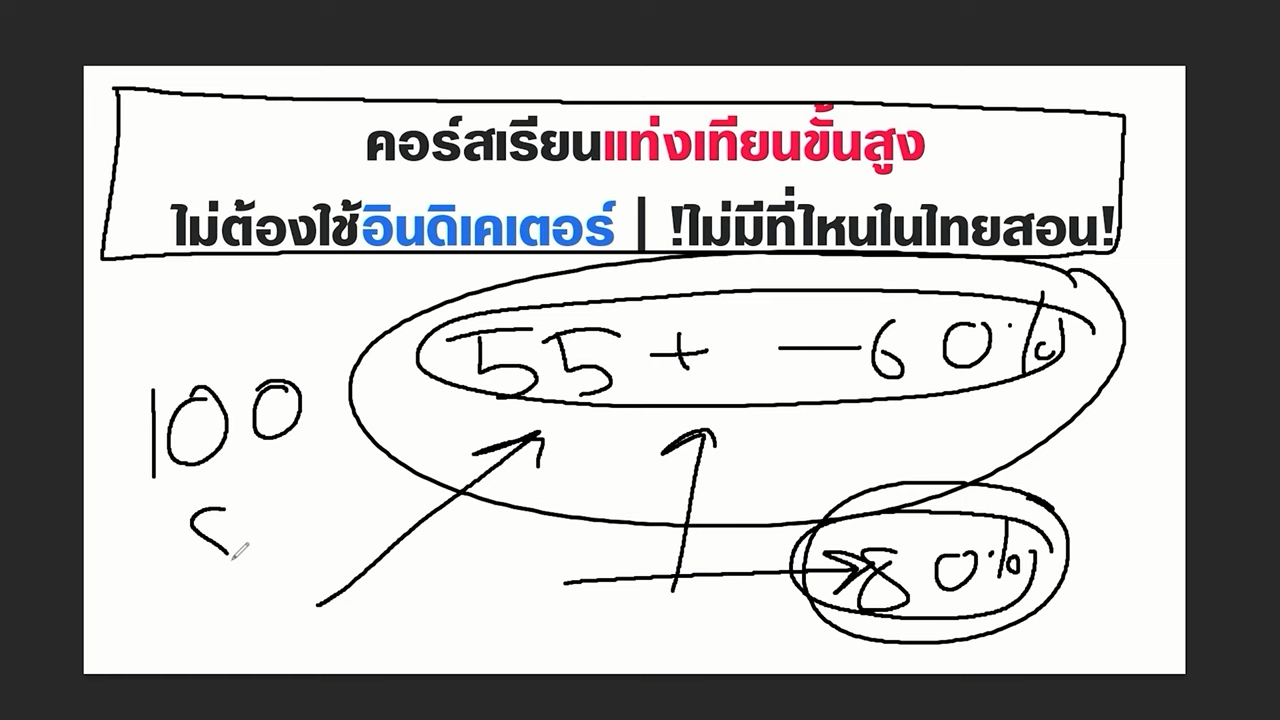 คอร์สเรียนแท่งเทียนขั้นสูง
ไม่ต้องใช้อินดิเคเตอร์ | !ไม่มีที่ไหนในไทยสอน!
55 + — 60%
100
80%